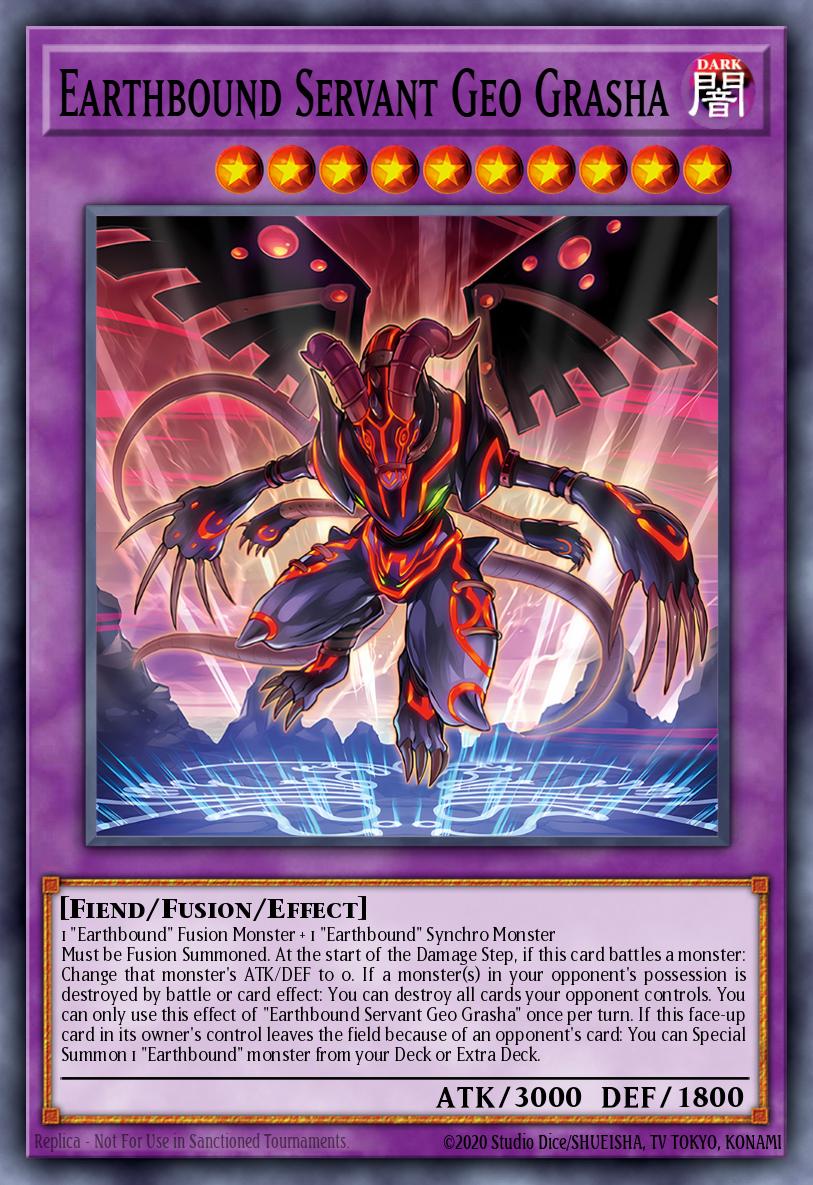 Earthbound Servant Geo Grasha
DARK
闇
[Fiend/Fusion/Effect]
1 "Earthbound" Fusion Monster + 1 "Earthbound" Synchro Monster
Must be Fusion Summoned. At the start of the Damage Step, if this card battles a monster:
Change that monster's ATK/DEF to 0. If a monster(s) in your opponent's possession is
destroyed by battle or card effect: You can destroy all cards your opponent controls. You
can only use this effect of "Earthbound Servant Geo Grasha" once per turn. If this face-up
card in its owner's control leaves the field because of an opponent's card: You can Special
Summon 1 "Earthbound" monster from your Deck or Extra Deck.
ATK/3000 DEF/1800
Replica - Not For Use in Sanctioned Tournaments.
©2020 Studio Dice/SHUEISHA, TV TOKYO, KONAMI